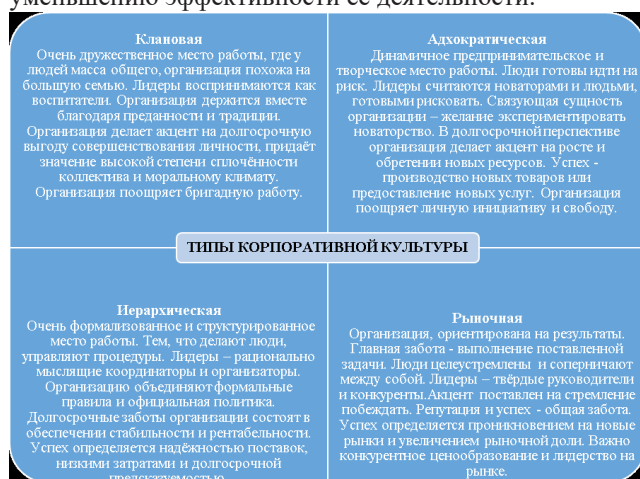 уменьшению эффективности её деятельности.
Клановая
Очень дружественное место работы, где у
людей масса общего, организация похожа на
большую семью. Лидеры воспринимаются как
воспитатели. Организация держится вместе
благодаря преданности и традиции.
Организация делает акцент на долгосрочную
выгоду совершенствования личности, придаёт
значение высокой степени сплочённости
коллектива и моральному климату.
Организация поощряет бригадную работу.
Адхократическая
Динамичное предпринимательское и
творческое место работы. Люди готовы идти на
риск. Лидеры считаются новаторами и людьми,
готовыми рисковать. Связующая сущность
организации – желание экспериментировать
новаторство. В долгосрочной перспективе
организация делает акцент на росте и
обретении новых ресурсов. Успех -
производство новых товаров или
предоставление новых услуг. Организация
поощряет личную инициативу и свободу.
ТИПЫ КОРПОРАТИВНОЙ КУЛЬТУРЫ
Иерархическая
Очень формализованное и структурированное
место работы. Тем, что делают люди,
управляют процедуры. Лидеры – рационально
мыслящие координаторы и организаторы.
Организацию объединяют формальные
правила и официальная политика.
Долгосрочные заботы организации состоят в
обеспечении стабильности и рентабельности.
Успех определяется надёжностью поставок,
низкими затратами и долгосрочной
предсказуемостью.
Рыночная
Организация, ориентирована на результаты.
Главная забота - выполнение поставленной
задачи. Люди целеустремлены и соперничают
между собой. Лидеры – твёрдые руководители
и конкуренты.Акцент поставлен на стремление
побеждать. Репутация и успех - общая забота.
Успех определяется проникновением на новые
рынки и увеличением рыночной доли. Важно
конкурентное ценообразование и лидерство на
рынке.